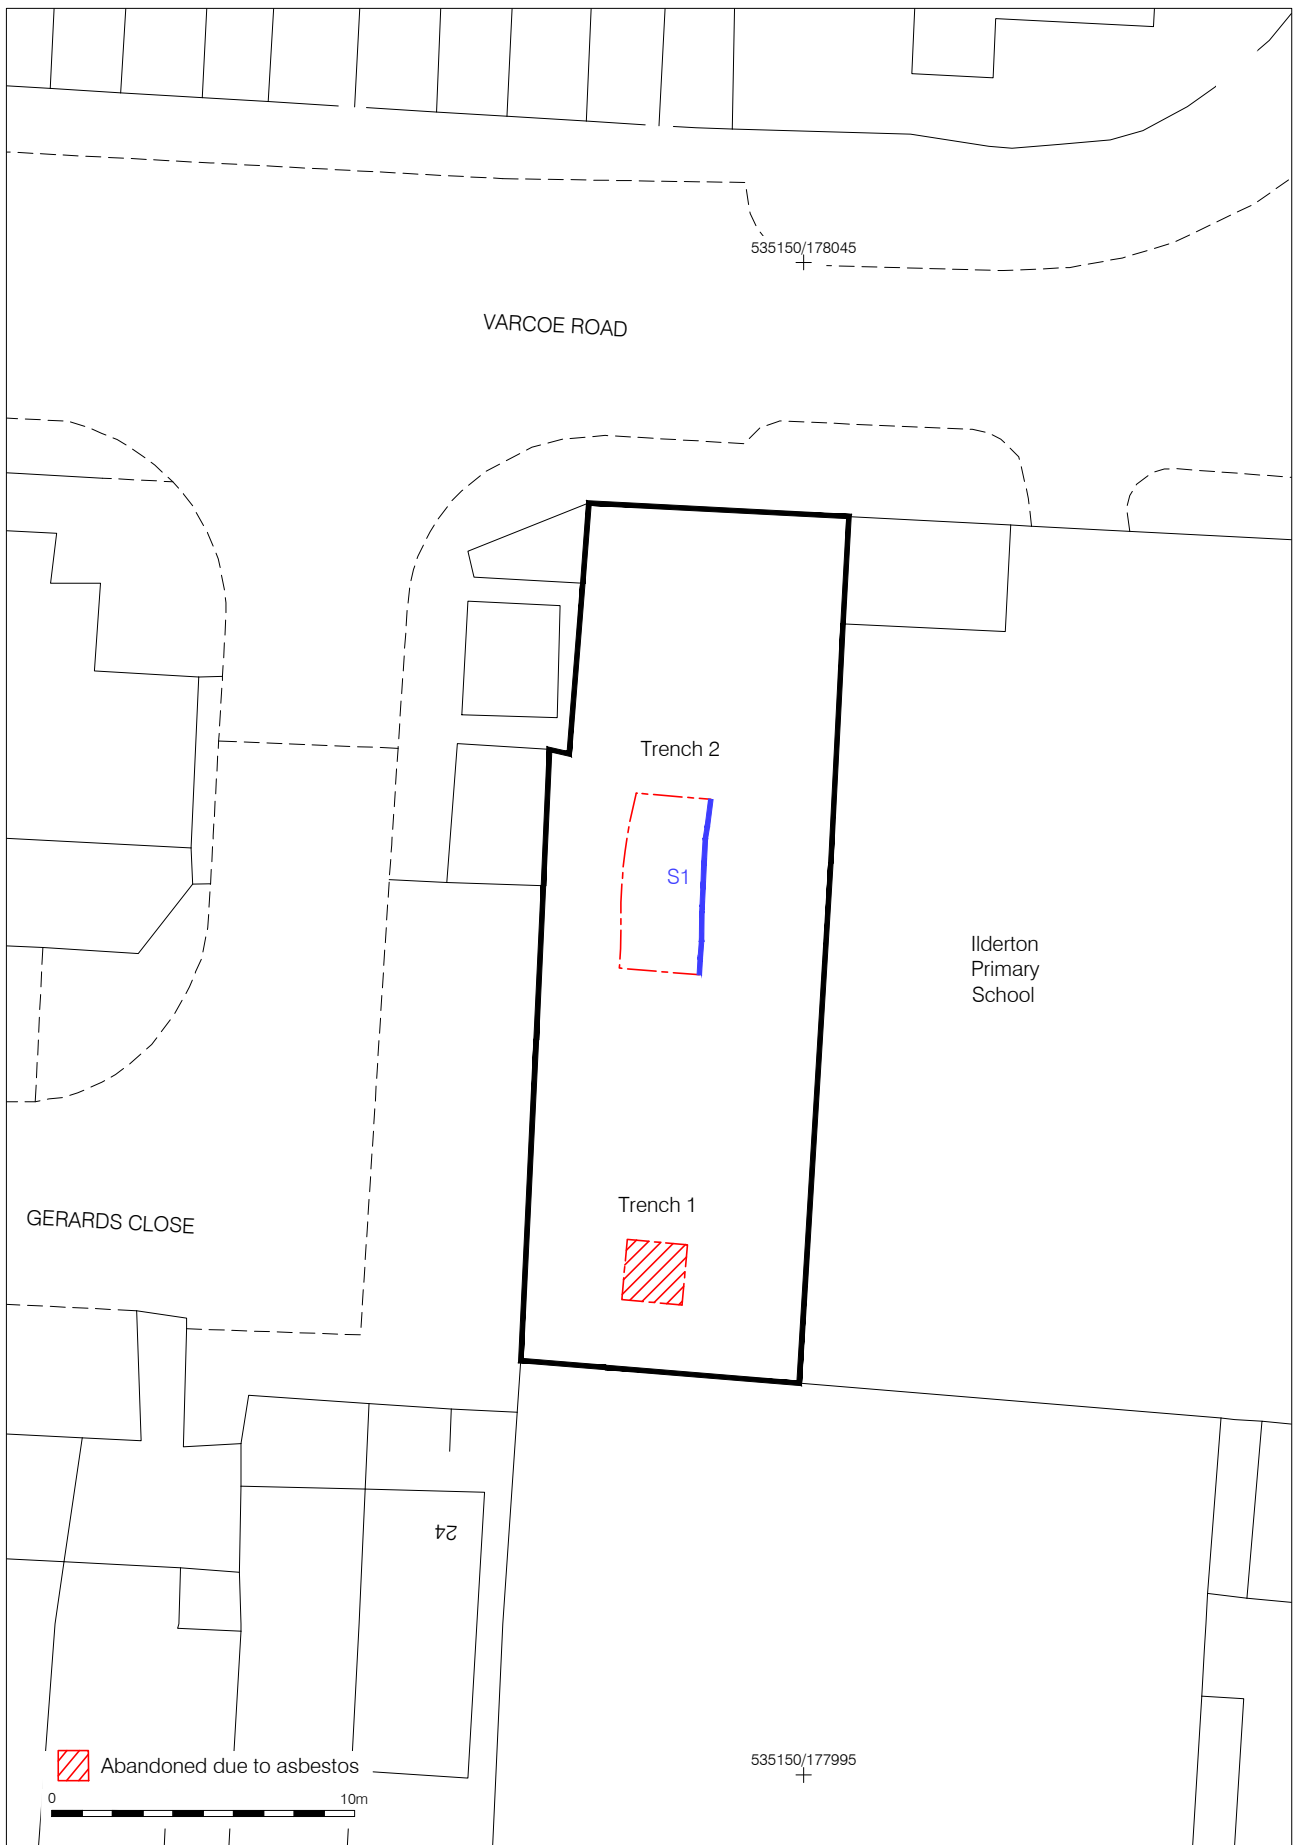 535150/178045
VARCOE ROAD
Trench 2
S1
Ilderton
Primary
School
Trench 1
GERARDS CLOSE
24
535150/177995
Abandoned due to asbestos
0 10m